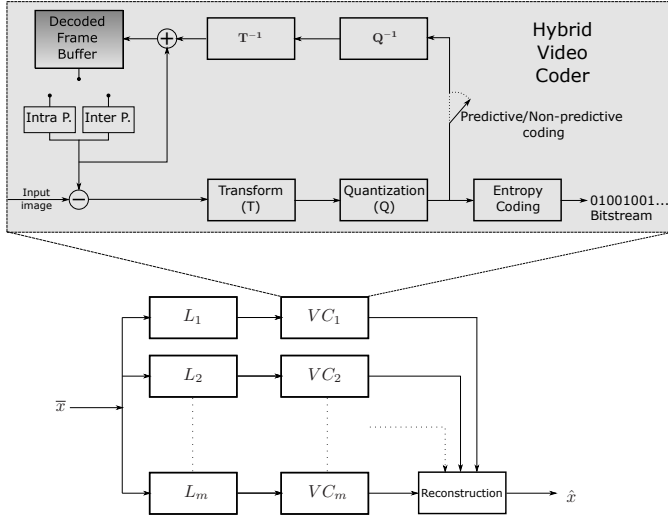 Decoded
Frame
Buffer
T⁻¹
Q⁻¹
Hybrid
Video
Coder
Intra P.
Inter P.
Predictive/Non-predictive
coding
Input
image
Transform
(T)
Quantization
(Q)
Entropy
Coding
01001001...
Bitstream
L₁
VC₁
L₂
VC₂
x̅
Lₘ
VCₘ
Reconstruction
x̂